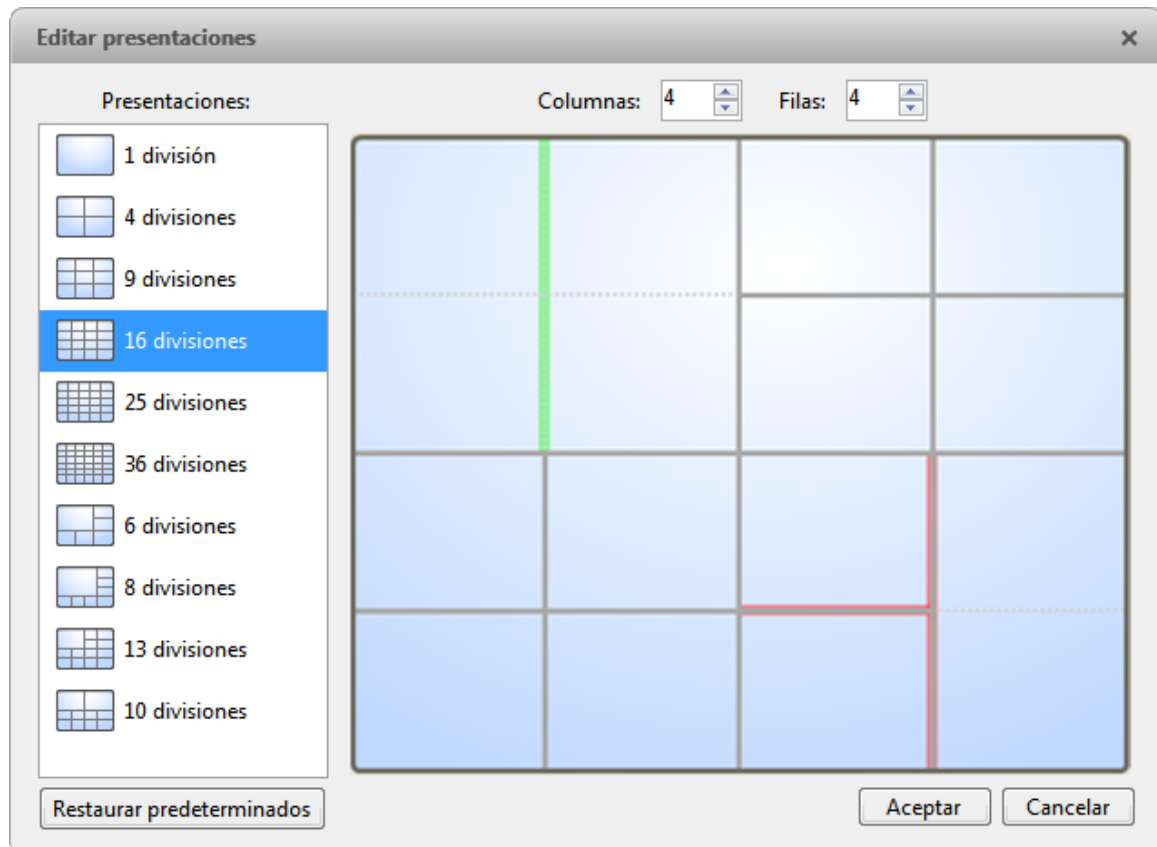 Editar presentaciones
Presentaciones:
Columnas: 4 Filas: 4
1 división
4 divisiones
9 divisiones
16 divisiones
25 divisiones
36 divisiones
6 divisiones
8 divisiones
13 divisiones
10 divisiones
Restaurar predeterminados
Aceptar
Cancelar